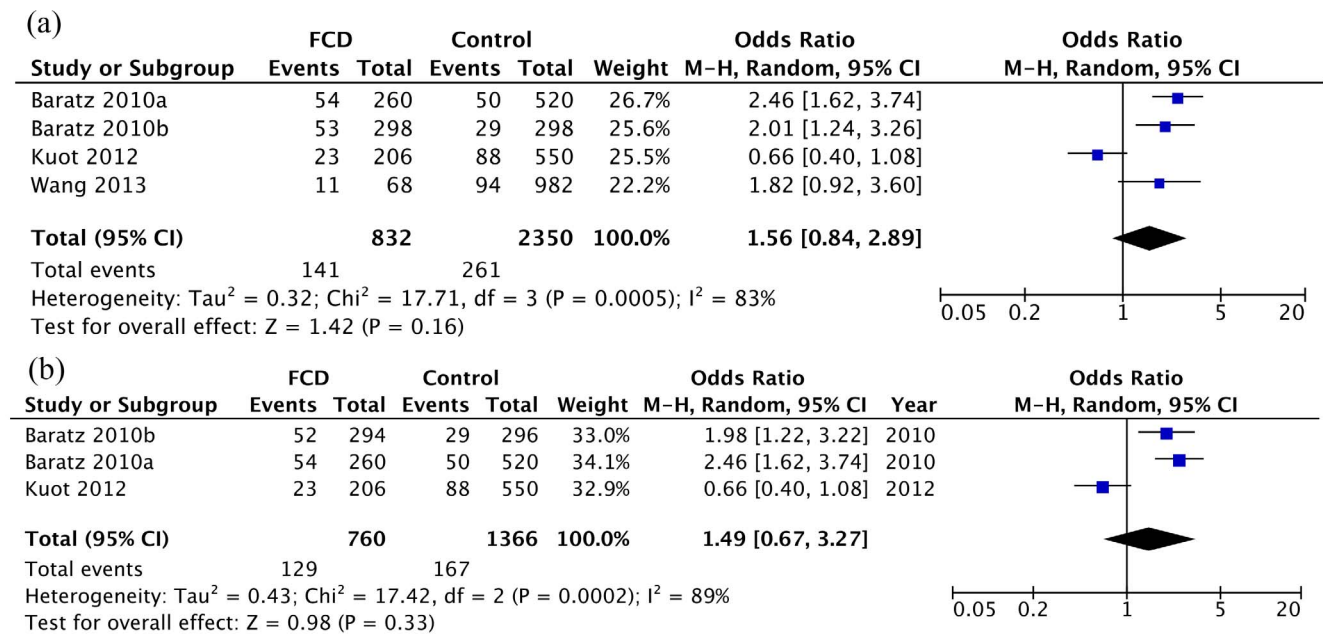 (a)
FCD Control Odds Ratio Odds Ratio
Study or Subgroup Events Total Events Total Weight M-H, Random, 95% CI M-H, Random, 95% CI
Baratz 2010a 54 260 50 520 26.7% 2.46 [1.62, 3.74]
Baratz 2010b 53 298 29 298 25.6% 2.01 [1.24, 3.26]
Kuot 2012 23 206 88 550 25.5% 0.66 [0.40, 1.08]
Wang 2013 11 68 94 982 22.2% 1.82 [0.92, 3.60]
Total (95% CI) 832 2350 100.0% 1.56 [0.84, 2.89]
Total events 141 261
Heterogeneity: Tau² = 0.32; Chi² = 17.71, df = 3 (P = 0.0005); I² = 83%
Test for overall effect: Z = 1.42 (P = 0.16)
0.05 0.2 1 5 20
(b)
FCD Control Odds Ratio Odds Ratio
Study or Subgroup Events Total Events Total Weight M-H, Random, 95% CI Year M-H, Random, 95% CI
Baratz 2010b 52 294 29 296 33.0% 1.98 [1.22, 3.22] 2010
Baratz 2010a 54 260 50 520 34.1% 2.46 [1.62, 3.74] 2010
Kuot 2012 23 206 88 550 32.9% 0.66 [0.40, 1.08] 2012
Total (95% CI) 760 1366 100.0% 1.49 [0.67, 3.27]
Total events 129 167
Heterogeneity: Tau² = 0.43; Chi² = 17.42, df = 2 (P = 0.0002); I² = 89%
Test for overall effect: Z = 0.98 (P = 0.33)
0.05 0.2 1 5 20